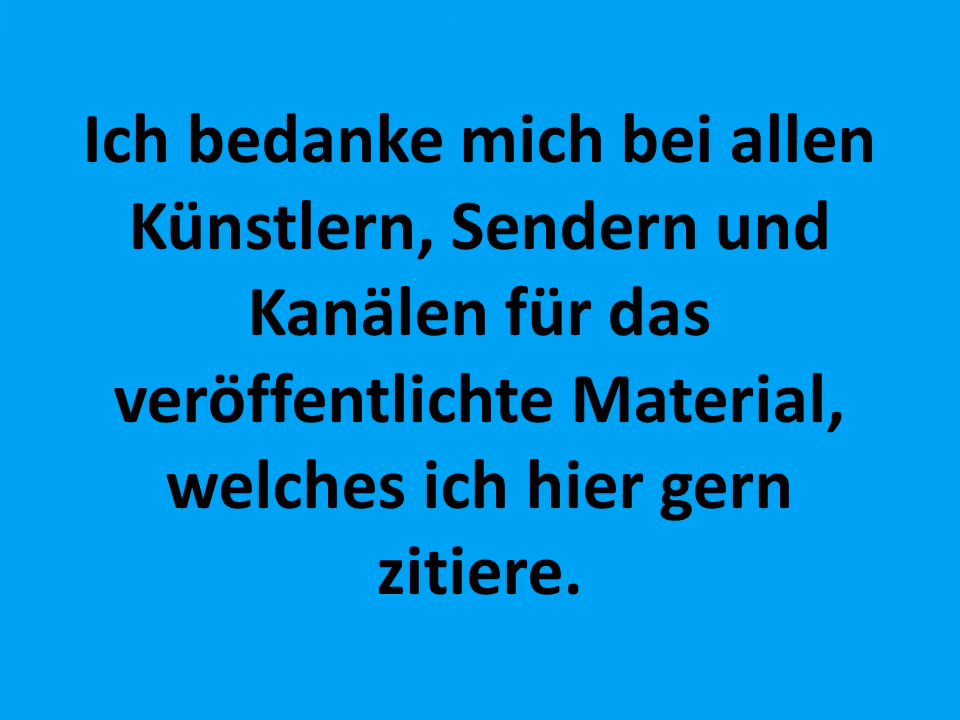 Ich bedanke mich bei allen
Künstlern, Sendern und
Kanälen für das
veröffentlichte Material,
welches ich hier gern
zitiere.